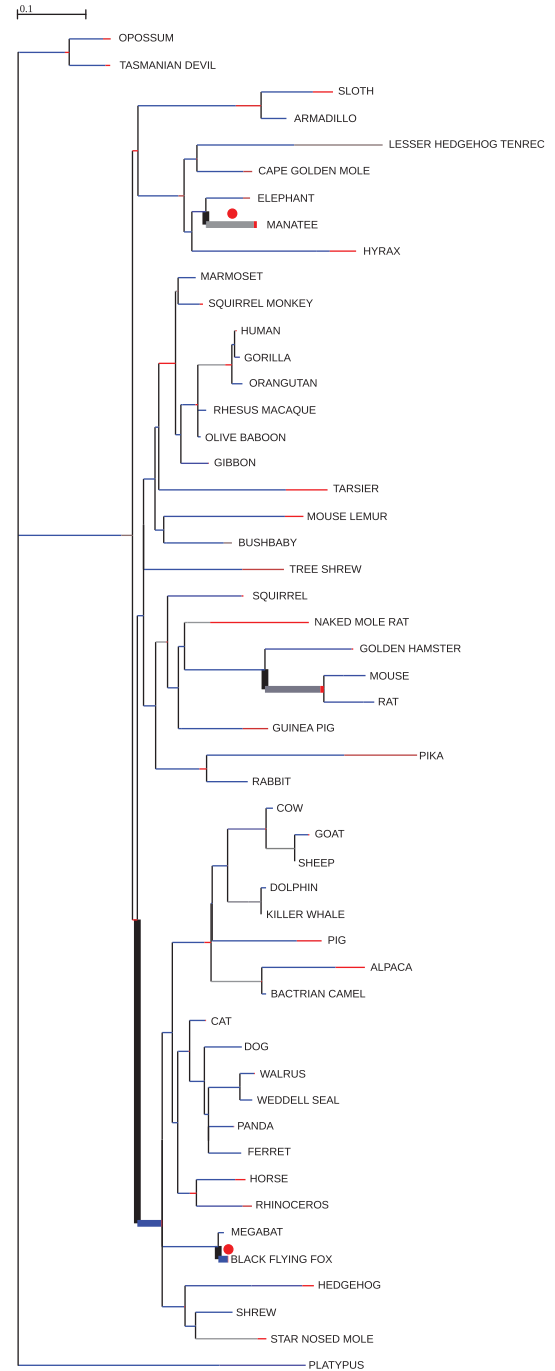 0.1
OPOSSUM
TASMANIAN DEVIL
SLOTH
ARMADILLO
LESSER HEDGEHOG TENREC
CAPE GOLDEN MOLE
ELEPHANT
MANATEE
HYRAX
MARMOSET
SQUIRREL MONKEY
HUMAN
GORILLA
ORANGUTAN
RHESUS MACAQUE
OLIVE BABOON
GIBBON
TARSIER
MOUSE LEMUR
BUSHBABY
TREE SHREW
SQUIRREL
NAKED MOLE RAT
GOLDEN HAMSTER
MOUSE
RAT
GUINEA PIG
PIKA
RABBIT
COW
GOAT
SHEEP
DOLPHIN
KILLER WHALE
PIG
ALPACA
BACTRIAN CAMEL
CAT
DOG
WALRUS
WEDDELL SEAL
PANDA
FERRET
HORSE
RHINOCEROS
MEGABAT
BLACK FLYING FOX
HEDGEHOG
SHREW
STAR NOSED MOLE
PLATYPUS